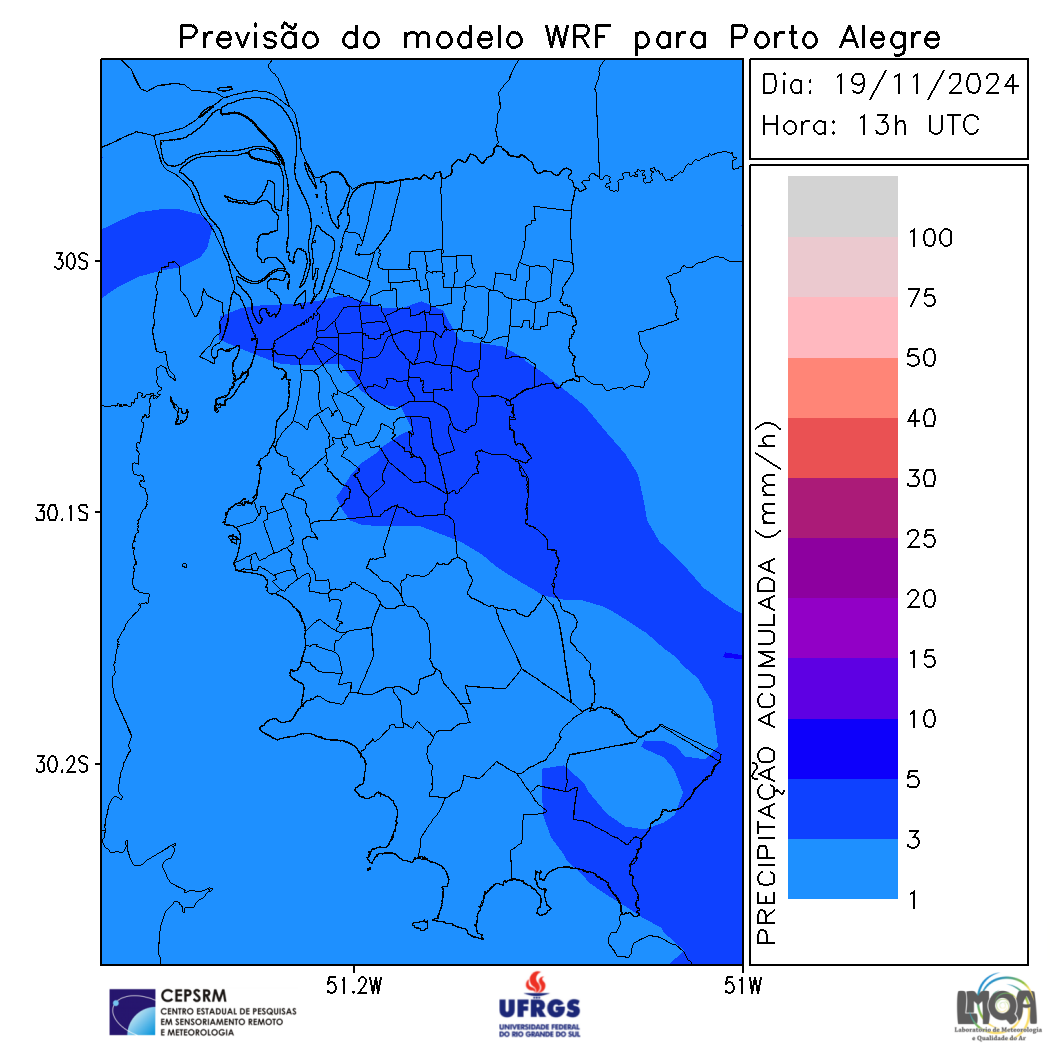 Previsão do modelo WRF para Porto Alegre
Dia: 19/11/2024
Hora: 13h UTC
30S
30.1S
30.2S
51.2W
51W
PRECIPITAÇÃO ACUMULADA (mm/h)
100
75
50
40
30
25
20
15
10
5
3
1
CEPSRM
CENTRO ESTADUAL DE PESQUISAS
EM SENSORIAMENTO REMOTO
E METEOROLOGIA
UFRGS
UNIVERSIDADE FEDERAL
DO RIO GRANDE DO SUL
LMQA
Laboratório de Meteorologia
e Qualidade do Ar